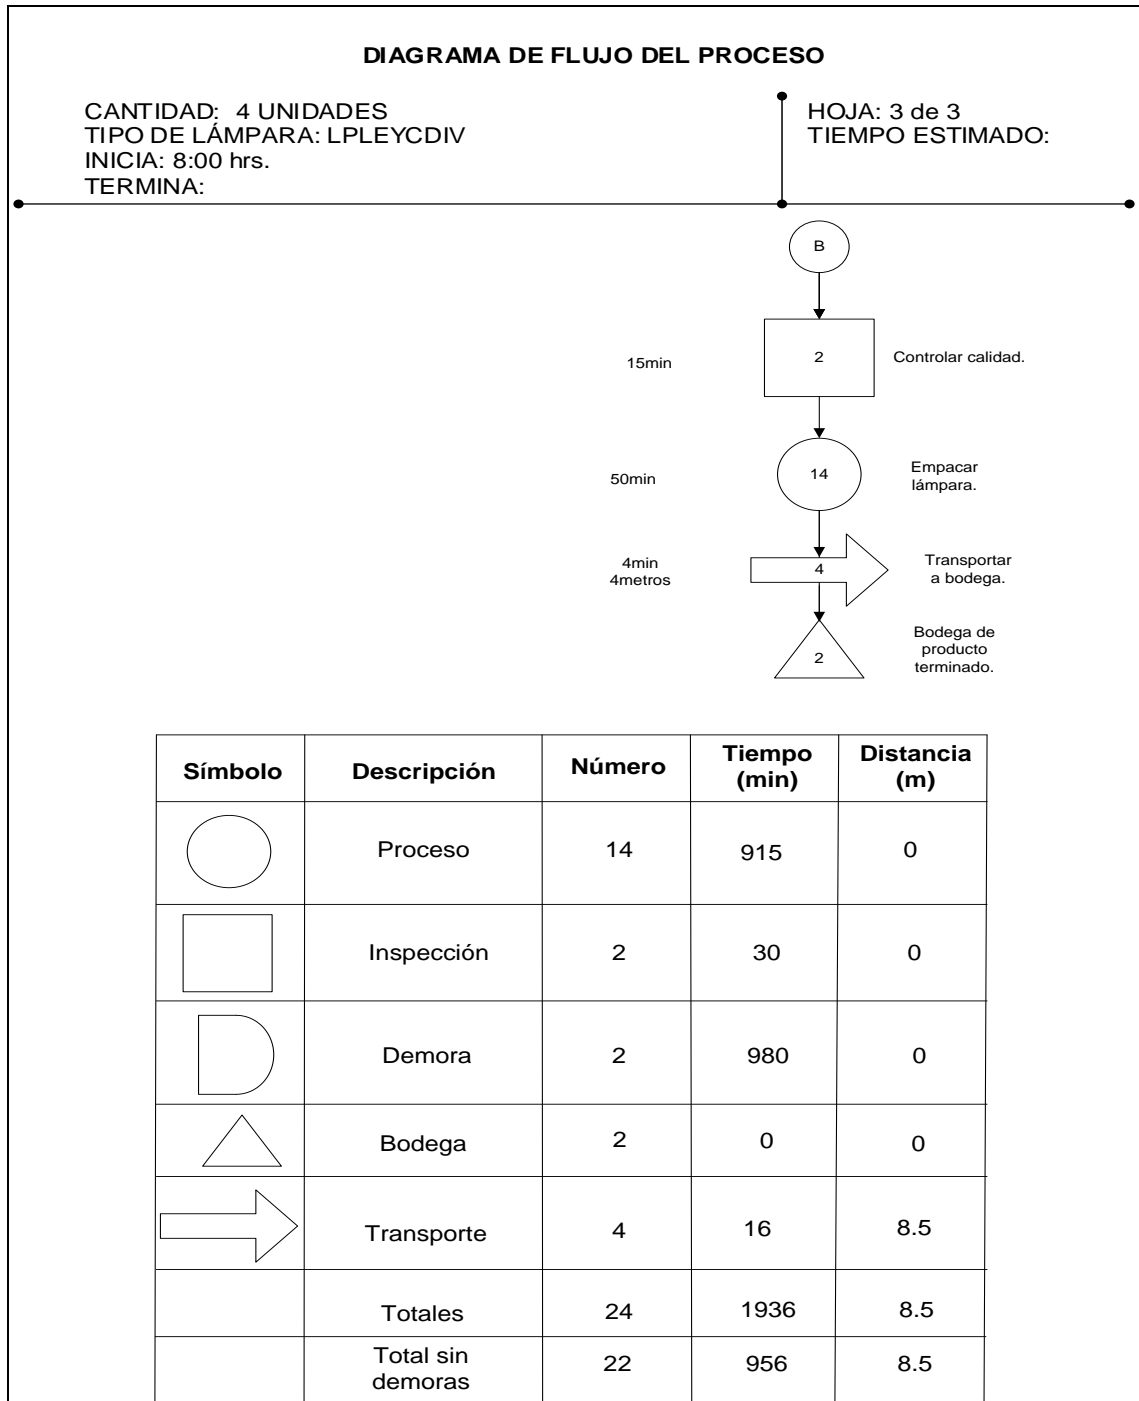 DIAGRAMA DE FLUJO DEL PROCESO
CANTIDAD: 4 UNIDADES
TIPO DE LÁMPARA: LPLEYCDIV
INICIA: 8:00 hrs.
TERMINA:
HOJA: 3 de 3
TIEMPO ESTIMADO:
B
15min
2
Controlar calidad.
50min
14
Empacar
lámpara.
4min
4metros
4
Transportar
a bodega.
2
Bodega de
producto
terminado.
Símbolo Descripción Número Tiempo (min) Distancia (m)
Proceso 14 915 0
Inspección 2 30 0
Demora 2 980 0
Bodega 2 0 0
Transporte 4 16 8.5
Totales 24 1936 8.5
Total sin demoras 22 956 8.5